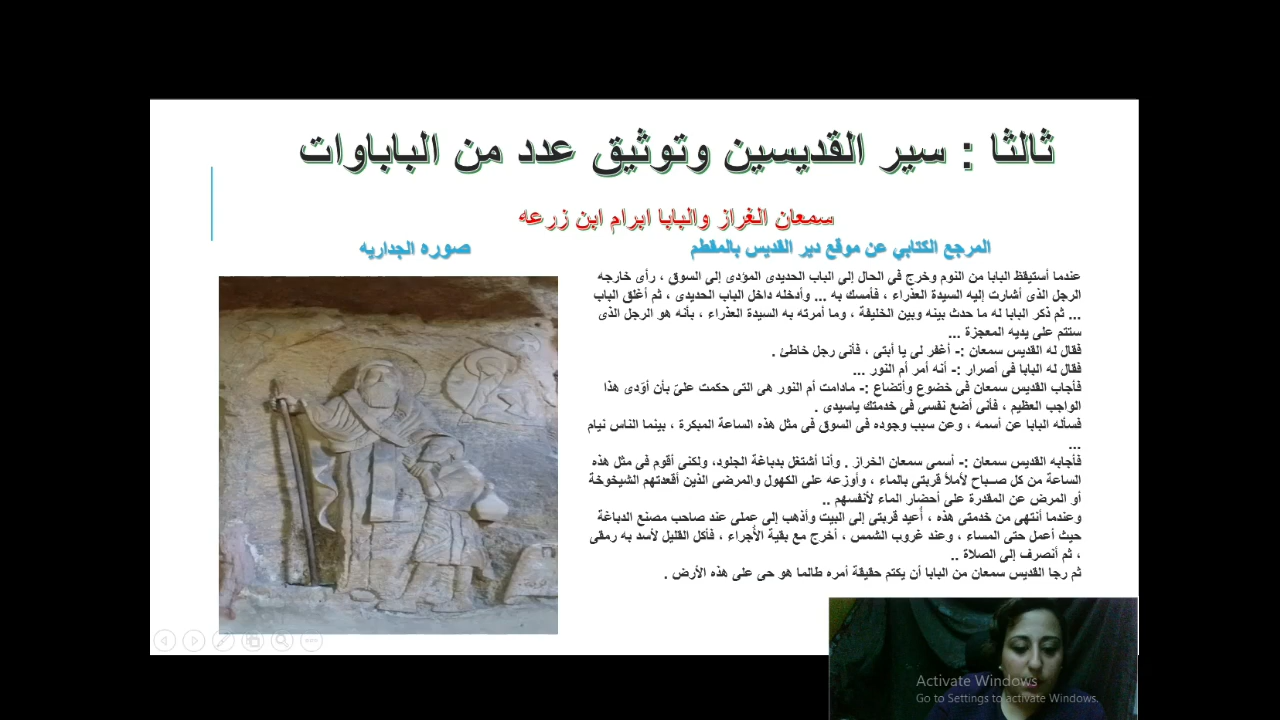 ثالثا : سير القديسين وتوثيق عدد من الباباوات
سمعان الغراز والبابا ابرام ابن زرعه
المرجع الكتابي عن موقع دير القديس بالمقطم
صوره الجداريه
عندما أستيقظ البابا من النوم وخرج في الحال إلى الباب الحديدى المؤدى إلى السوق ، رأى خارجه
الرجل الذى أشارت إليه السيدة العذراء ، فأمسك به ... وأدخله داخل الباب الحديدى ، ثم أغلق الباب
... ثم ذكر البابا له ما حدث بينه وبين الخليفة ، وما أمرته به السيدة العذراء ، بأنه هو الرجل الذى
ستتم على يديه المعجزة ...
فقال له القديس سمعان :- أغفر لى يا أبتى ، فأنى رجل خاطئ .
فقال له البابا فى أصرار :- أنه أمر أم النور ...
فأجاب القديس سمعان فى خضوع وأتضاع :- مادامت أم النور هى التى حكمت علىّ بأن أؤدى هذا
الواجب العظيم ، فأنى أضع نفسى فى خدمتك ياسيدى .
فسأله البابا عن أسمه ، وعن سبب وجوده فى السوق فى مثل هذه الساعة المبكرة ، بينما الناس نيام
...
فأجابه القديس سمعان :- أسمى سمعان الخراز . وأنا أشتغل بدباغة الجلود، ولكنى أقوم فى مثل هذه
الساعة من كل صباح لأملأ قربتى بالماء ، وأوزعه على الكهول والمرضى الذين أقعدتهم الشيخوخة
أو المرض عن المقدرة على أحضار الماء لأنفسهم ..
وعندما أنتهى من خدمتى هذه ، أعيد قربتى إلى البيت وأذهب إلى عملى عند صاحب مصنع الدباغة
حيث أعمل حتى المساء ، وعند غروب الشمس ، أخرج مع بقية الأجراء ، فأكل القليل لأسد به رمقى
، ثم أنصرف إلى الصلاة ..
ثم رجا القديس سمعان من البابا أن يكتم حقيقة أمره طالما هو حى على هذه الأرض .
Activate Windows
Go to Settings to activate Windows.